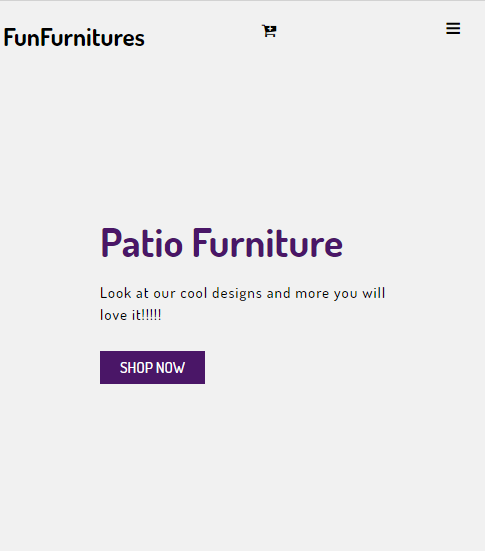 FunFurnitures
Patio Furniture
Look at our cool designs and more you will
love it!!!!!
SHOP NOW